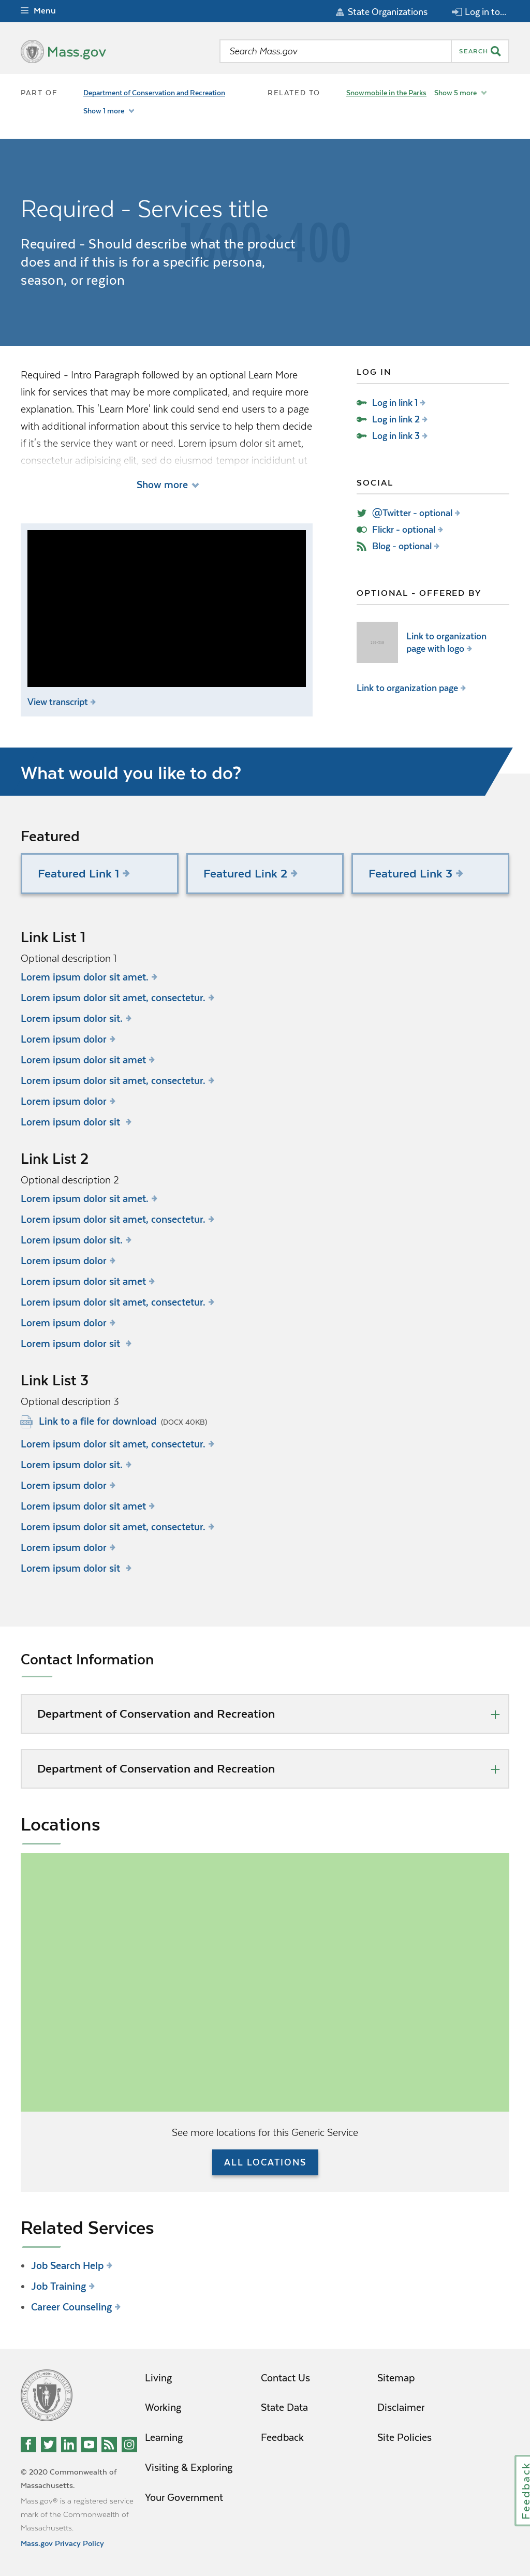 Menu
State Organizations
Log in to...
Mass.gov
Search Mass.gov
SEARCH
PART OF
Department of Conservation and Recreation
Show 1 more
RELATED TO
Snowmobile in the Parks
Show 5 more
1600x400
Required - Services title
Required - Should describe what the product
does and if this is for a specific persona,
season, or region
Required - Intro Paragraph followed by an optional Learn More
link for services that may be more complicated, and require more
explanation. This 'Learn More' link could send end users to a page
with additional information about this service to help them decide
if it's the service they want or need. Lorem ipsum dolor sit amet,
consectetur adipisicing elit, sed do eiusmod tempor incididunt ut
Show more
View transcript
LOG IN
Log in link 1
Log in link 2
Log in link 3
SOCIAL
@Twitter - optional
Flickr - optional
Blog - optional
OPTIONAL - OFFERED BY
Link to organization
page with logo
Link to organization page
What would you like to do?
Featured
Featured Link 1
Featured Link 2
Featured Link 3
Link List 1
Optional description 1
Lorem ipsum dolor sit amet.
Lorem ipsum dolor sit amet, consectetur.
Lorem ipsum dolor sit.
Lorem ipsum dolor
Lorem ipsum dolor sit amet
Lorem ipsum dolor sit amet, consectetur.
Lorem ipsum dolor
Lorem ipsum dolor sit
Link List 2
Optional description 2
Lorem ipsum dolor sit amet.
Lorem ipsum dolor sit amet, consectetur.
Lorem ipsum dolor sit.
Lorem ipsum dolor
Lorem ipsum dolor sit amet
Lorem ipsum dolor sit amet, consectetur.
Lorem ipsum dolor
Lorem ipsum dolor sit
Link List 3
Optional description 3
Link to a file for download (DOCX 40KB)
Lorem ipsum dolor sit amet, consectetur.
Lorem ipsum dolor sit.
Lorem ipsum dolor
Lorem ipsum dolor sit amet
Lorem ipsum dolor sit amet, consectetur.
Lorem ipsum dolor
Lorem ipsum dolor sit
Contact Information
Department of Conservation and Recreation
Department of Conservation and Recreation
Locations
See more locations for this Generic Service
ALL LOCATIONS
Related Services
Job Search Help
Job Training
Career Counseling
Living
Working
Learning
Visiting & Exploring
Your Government
Contact Us
State Data
Feedback
Sitemap
Disclaimer
Site Policies
© 2020 Commonwealth of
Massachusetts.
Mass.gov® is a registered service
mark of the Commonwealth of
Massachusetts.
Mass.gov Privacy Policy
Feedback